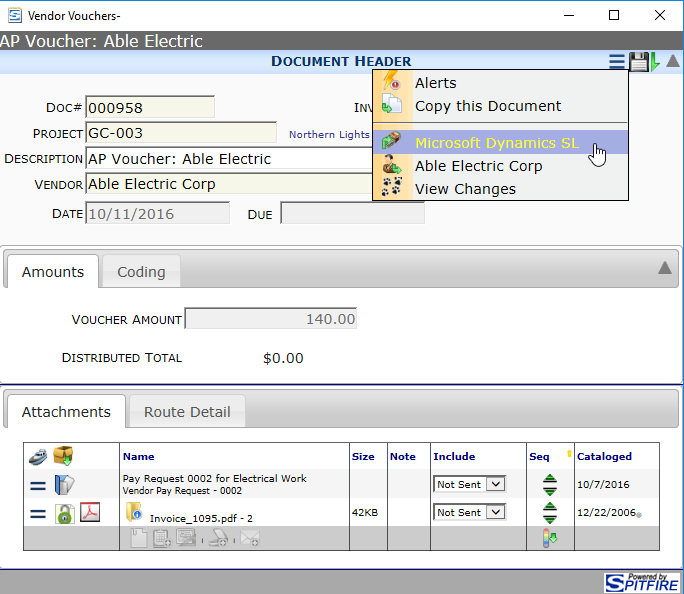 Vendor Vouchers-
AP Voucher: Able Electric
DOCUMENT HEADER
Alerts
Copy this Document
Microsoft Dynamics SL
Able Electric Corp
View Changes
DOC# 000958 INV
PROJECT GC-003 Northern Lights
DESCRIPTION AP Voucher: Able Electric
VENDOR Able Electric Corp
DATE 10/11/2016 DUE
Amounts Coding
VOUCHER AMOUNT 140.00
DISTRIBUTED TOTAL $0.00
Attachments Route Detail
Name Size Note Include Seq Cataloged
Pay Request 0002 for Electrical Work
Vendor Pay Request - 0002 Not Sent 10/7/2016
Invoice_1095.pdf - 2 42KB Not Sent 12/22/2006
Powered by
SPITFIRE